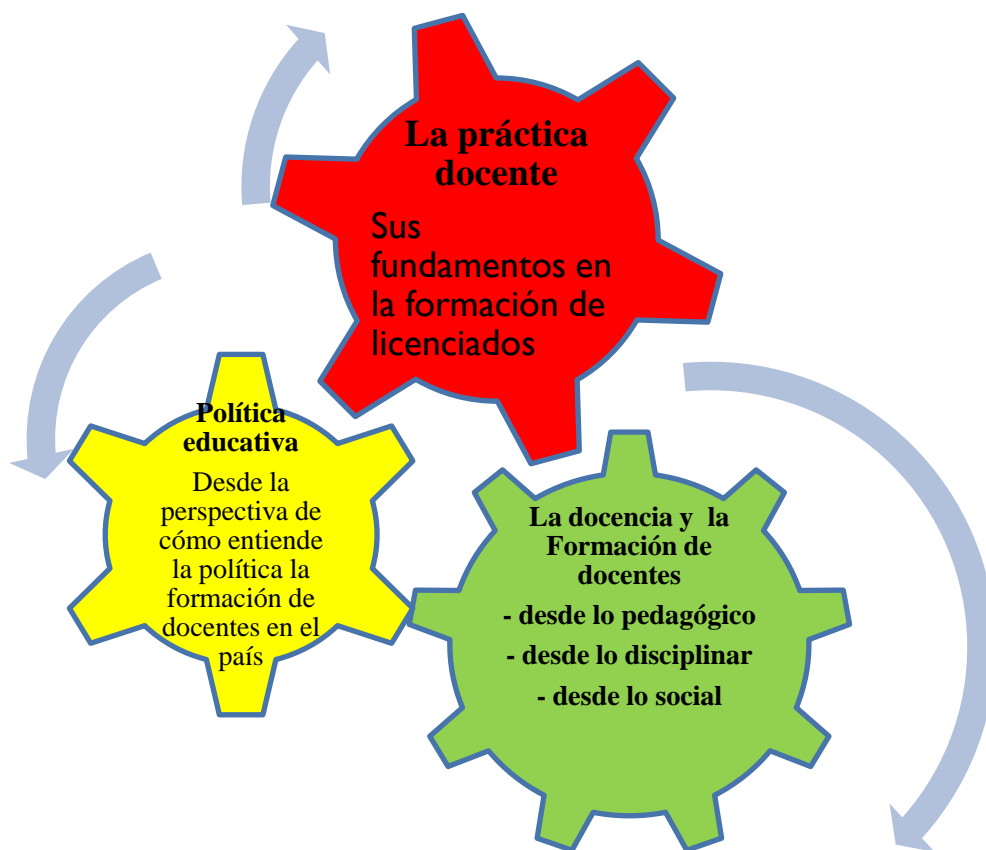 La práctica
docente
Sus
fundamentos en
la formación de
licenciados
Política
educativa
Desde la
perspectiva de
cómo entiende
la política la
formación de
docentes en el
país
La docencia y  la
Formación de
docentes
- desde lo pedagógico
- desde lo disciplinar
- desde lo social